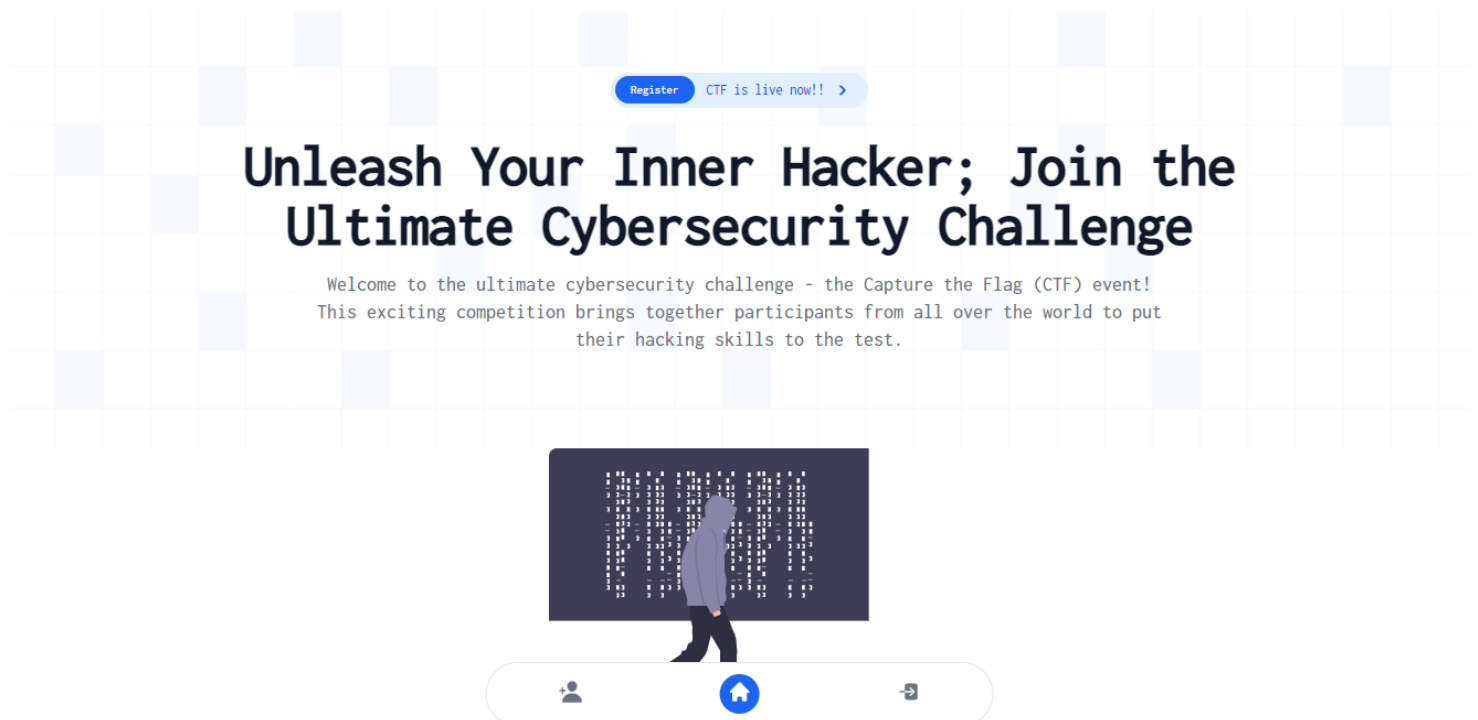 Register CTF is live now!!
Unleash Your Inner Hacker; Join the
Ultimate Cybersecurity Challenge
Welcome to the ultimate cybersecurity challenge - the Capture the Flag (CTF) event!
This exciting competition brings together participants from all over the world to put
their hacking skills to the test.